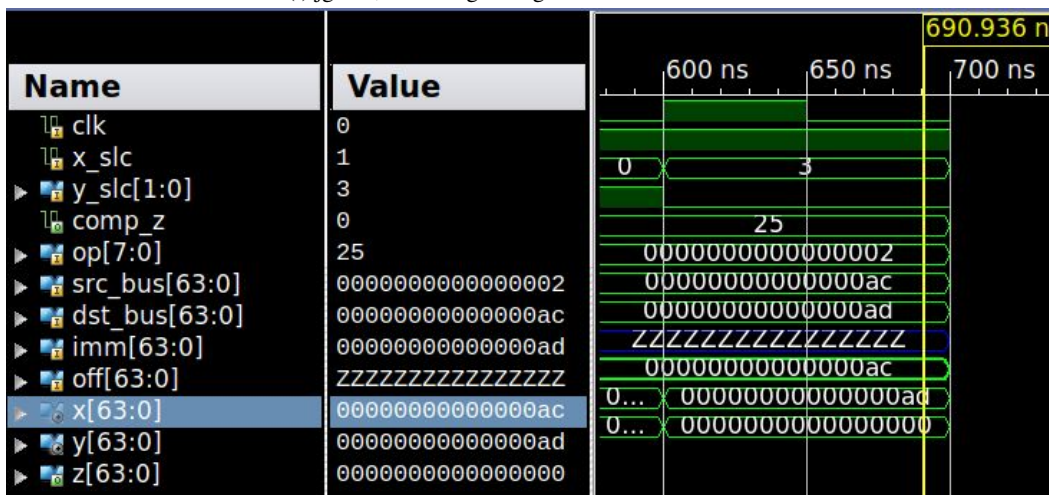 690.936 n
Name Value 600 ns 650 ns 700 ns
clk 0
x_slc 1 0 3
y_slc[1:0] 3
comp_z 0 25
op[7:0] 25 0000000000000002
src_bus[63:0] 0000000000000002 00000000000000ac
dst_bus[63:0] 00000000000000ac 00000000000000ad
imm[63:0] 00000000000000ad ZZZZZZZZZZZZZZZZ
off[63:0] ZZZZZZZZZZZZZZZZ 00000000000000ac
x[63:0] 00000000000000ac 0... 00000000000000ad
y[63:0] 00000000000000ad 0... 0000000000000000
z[63:0] 0000000000000000